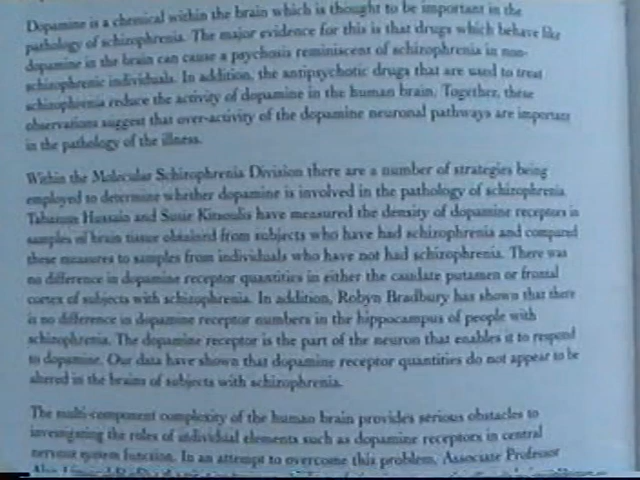 Dopamine is a chemical within the brain which is thought to be important in the
pathology of schizophrenia. The major evidence for this is that drugs which behave like
dopamine in the brain can cause a psychosis reminiscent of schizophrenia in non-
schizophrenic individuals. In addition, the antipsychotic drugs that are used to treat
schizophrenia reduce the activity of dopamine in the human brain. Together, these
observations suggest that over-activity of the dopamine neuronal pathways are important
in the pathology of the illness.
Within the Molecular Schizophrenia Division there are a number of strategies being
employed to determine whether dopamine is involved in the pathology of schizophrenia.
Hussain and Susie Kitsoulis have measured the density of dopamine receptors in
samples of brain tissue obtained from subjects who have had schizophrenia and compared
these measures to samples from individuals who have not had schizophrenia. There was
no difference in dopamine receptor quantities in either the caudate putamen or frontal
cortex of subjects with schizophrenia. In addition, Robyn Bradbury has shown that there
is no difference in dopamine receptor numbers in the hippocampus of people with
schizophrenia. The dopamine receptor is the part of the neuron that enables it to respond
to dopamine. Our data have shown that dopamine receptor quantities do not appear to be
altered in the brains of subjects with schizophrenia.
The multi-component complexity of the human brain provides serious obstacles to
investigating the roles of individual elements such as dopamine receptors in central
nervous system function. In an attempt to overcome this problem, Associate Professor